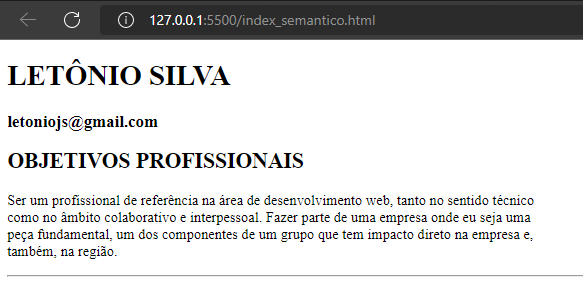 127.0.0.1:5500/index_semantico.html
LETÔNIO SILVA
letoniojs@gmail.com
OBJETIVOS PROFISSIONAIS
Ser um profissional de referência na área de desenvolvimento web, tanto no sentido técnico
como no âmbito colaborativo e interpessoal. Fazer parte de uma empresa onde eu seja uma
peça fundamental, um dos componentes de um grupo que tem impacto direto na empresa e,
também, na região.